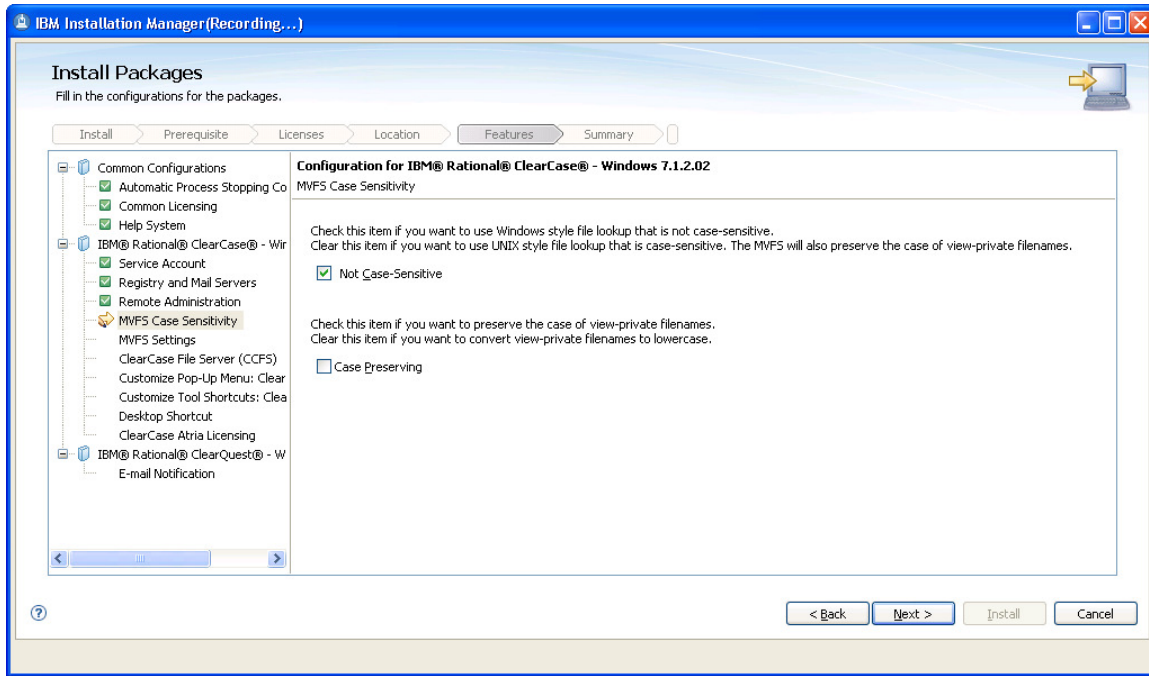 IBM Installation Manager(Recording...)
Install Packages
Fill in the configurations for the packages.
Install Prerequisite Licenses Location Features Summary
Common Configurations
Automatic Process Stopping Co
Common Licensing
Help System
IBM® Rational® ClearCase® - Wir
Service Account
Registry and Mail Servers
Remote Administration
MVFS Case Sensitivity
MVFS Settings
ClearCase File Server (CCFS)
Customize Pop-Up Menu: Clear
Customize Tool Shortcuts: Clea
Desktop Shortcut
ClearCase Atria Licensing
IBM® Rational® ClearQuest® - W
E-mail Notification
Configuration for IBM® Rational® ClearCase® - Windows 7.1.2.02
MVFS Case Sensitivity
Check this item if you want to use Windows style file lookup that is not case-sensitive.
Clear this item if you want to use UNIX style file lookup that is case-sensitive. The MVFS will also preserve the case of view-private filenames.
Not Case-Sensitive
Check this item if you want to preserve the case of view-private filenames.
Clear this item if you want to convert view-private filenames to lowercase.
Case Preserving
? < Back Next > Install Cancel